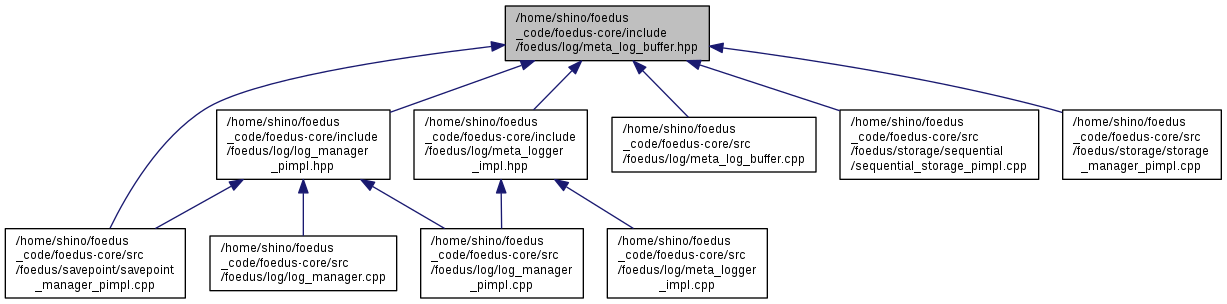 /home/shino/foedus
_code/foedus-core/include
/foedus/log/meta_log_buffer.hpp
/home/shino/foedus
_code/foedus-core/include
/foedus/log/log_manager
_pimpl.hpp
/home/shino/foedus
_code/foedus-core/include
/foedus/log/meta_logger
_impl.hpp
/home/shino/foedus
_code/foedus-core/src
/foedus/log/meta_log_buffer.cpp
/home/shino/foedus
_code/foedus-core/src
/foedus/storage/sequential
/sequential_storage_pimpl.cpp
/home/shino/foedus
_code/foedus-core/src
/foedus/storage/storage
_manager_pimpl.cpp
/home/shino/foedus
_code/foedus-core/src
/foedus/savepoint/savepoint
_manager_pimpl.cpp
/home/shino/foedus
_code/foedus-core/src
/foedus/log/log_manager.cpp
/home/shino/foedus
_code/foedus-core/src
/foedus/log/log_manager
_pimpl.cpp
/home/shino/foedus
_code/foedus-core/src
/foedus/log/meta_logger
_impl.cpp